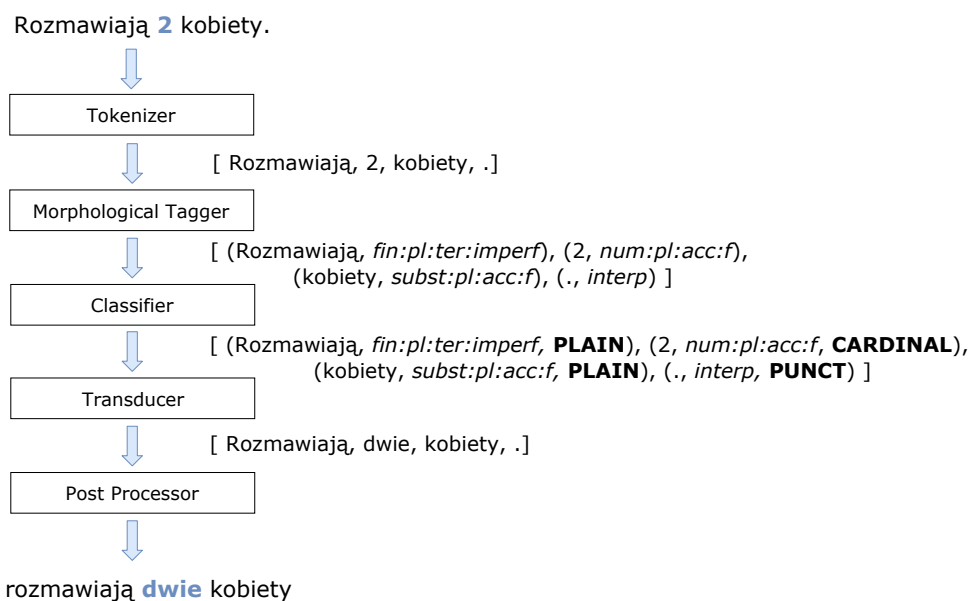 Rozmawiają 2 kobiety.
Tokenizer
[ Rozmawiają, 2, kobiety, .]
Morphological Tagger
[ (Rozmawiają, fin:pl:ter:imperf), (2, num:pl:acc:f),
(kobiety, subst:pl:acc:f), (., interp) ]
Classifier
[ (Rozmawiają, fin:pl:ter:imperf, PLAIN), (2, num:pl:acc:f, CARDINAL),
(kobiety, subst:pl:acc:f, PLAIN), (., interp, PUNCT) ]
Transducer
[ Rozmawiają, dwie, kobiety, .]
Post Processor
rozmawiają dwie kobiety